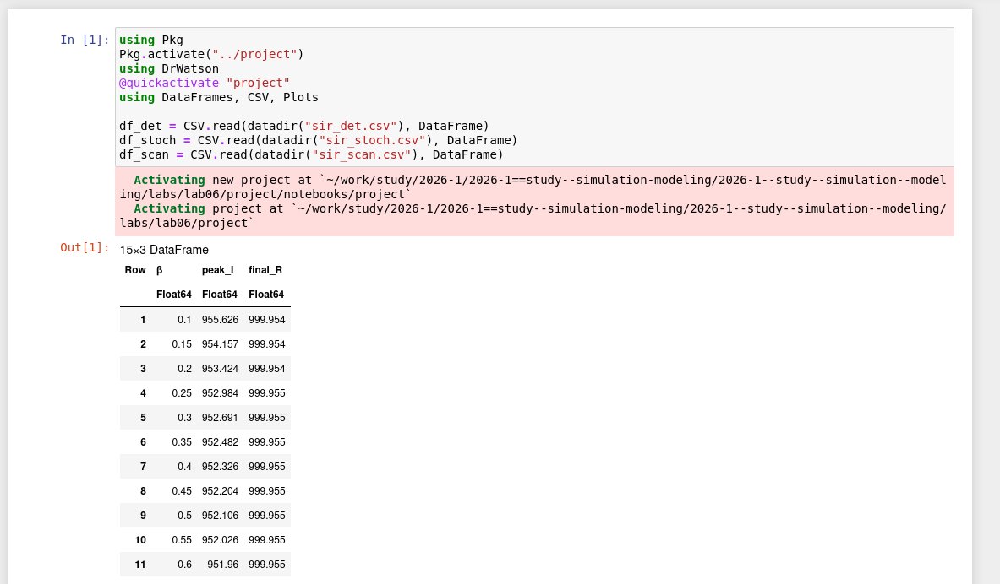 In [1]:
using Pkg
Pkg.activate("../project")
using DrWatson
@quickactivate "project"
using DataFrames, CSV, Plots
df_det = CSV.read(datadir("sir_det.csv"), DataFrame)
df_stoch = CSV.read(datadir("sir_stoch.csv"), DataFrame)
df_scan = CSV.read(datadir("sir_scan.csv"), DataFrame)
Activating new project at `~/work/study/2026-1/2026-1==study--simulation-modeling/2026-1--study--simulation--model
ing/labs/lab06/project/notebooks/project`
Activating project at `~/work/study/2026-1/2026-1==study--simulation-modeling/2026-1--study--simulation--modeling/
labs/lab06/project`
Out[1]:
15×3 DataFrame
Row β peak_I final_R
Float64 Float64 Float64
1 0.1 955.626 999.954
2 0.15 954.157 999.954
3 0.2 953.424 999.954
4 0.25 952.984 999.955
5 0.3 952.691 999.955
6 0.35 952.482 999.955
7 0.4 952.326 999.955
8 0.45 952.204 999.955
9 0.5 952.106 999.955
10 0.55 952.026 999.955
11 0.6 951.96 999.955